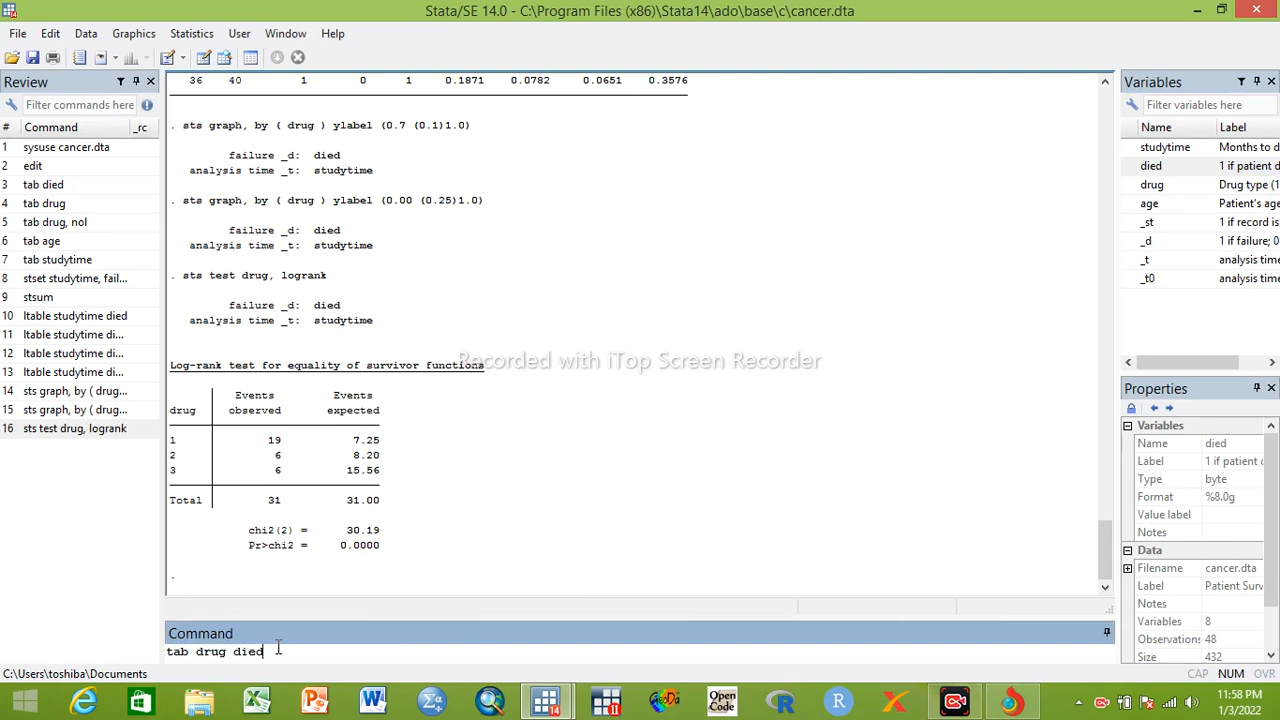 Stata/SE 14.0 - C:\Program Files (x86)\Stata14\ado\base\c\cancer.dta
File Edit Data Graphics Statistics User Window Help
Review
Filter commands here
# Command _rc
1 sysuse cancer.dta
2 edit
3 tab died
4 tab drug
5 tab drug, nol
6 tab age
7 tab studytime
8 stset studytime, fail...
9 stsum
10 ltable studytime died
11 ltable studytime di...
12 ltable studytime di...
13 ltable studytime di...
14 sts graph, by ( drug...
15 sts graph, by ( drug...
16 sts test drug, logrank
36 40 1 0 1 0.1871 0.0782 0.0651 0.3576
. sts graph, by ( drug ) ylabel (0.7 (0.1)1.0)
failure _d: died
analysis time _t: studytime
. sts graph, by ( drug ) ylabel (0.00 (0.25)1.0)
failure _d: died
analysis time _t: studytime
. sts test drug, logrank
failure _d: died
analysis time _t: studytime
Recorded with iTop Screen Recorder
Log-rank test for equality of survivor functions
Events Events
drug observed expected
1 19 7.25
2 6 8.20
3 6 15.56
Total 31 31.00
chi2(2) = 30.19
Pr>chi2 = 0.0000
.
Command
tab drug died
Variables
Filter variables here
Name Label
studytime Months to d
died 1 if patient d
drug Drug type (1
age Patient's age
_st 1 if record is
_d 1 if failure; 0
_t analysis time
_t0 analysis time
Properties
Variables
Name died
Label 1 if patient d
Type byte
Format %8.0g
Value label
Notes
Data
Filename cancer.dta
Label Patient Surv
Notes
Variables 8
Observations 48
Size 432
C:\Users\toshiba\Documents
CAP NUM OVR
14
11
GeoDa
Open Code
R
R
11:58 PM
1/3/2022